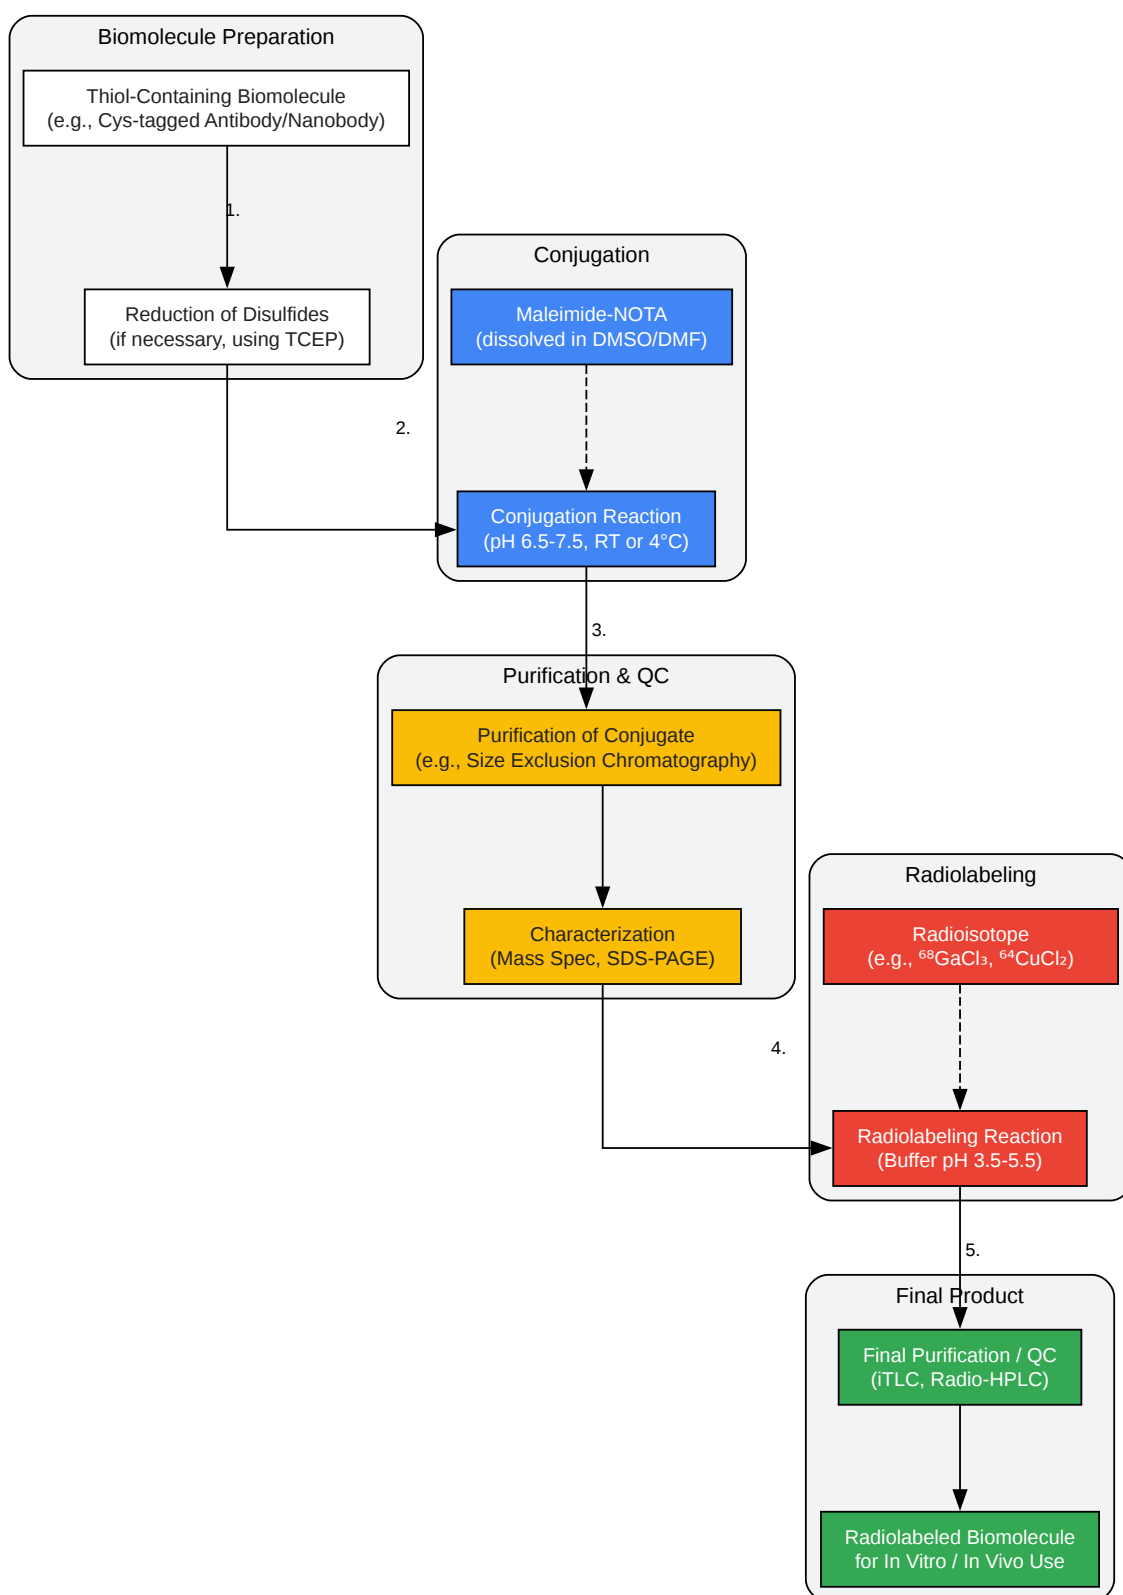 Biomolecule Preparation
Thiol-Containing Biomolecule
(e.g., Cys-tagged Antibody/Nanobody)
1.
Reduction of Disulfides
(if necessary, using TCEP)
2.
Conjugation
Maleimide-NOTA
(dissolved in DMSO/DMF)
Conjugation Reaction
(pH 6.5-7.5, RT or 4°C)
3.
Purification & QC
Purification of Conjugate
(e.g., Size Exclusion Chromatography)
Characterization
(Mass Spec, SDS-PAGE)
4.
Radiolabeling
Radioisotope
(e.g., ⁶⁸GaCl₃, ⁶⁴CuCl₂)
Radiolabeling Reaction
(Buffer pH 3.5-5.5)
5.
Final Product
Final Purification / QC
(iTLC, Radio-HPLC)
Radiolabeled Biomolecule
for In Vitro / In Vivo Use